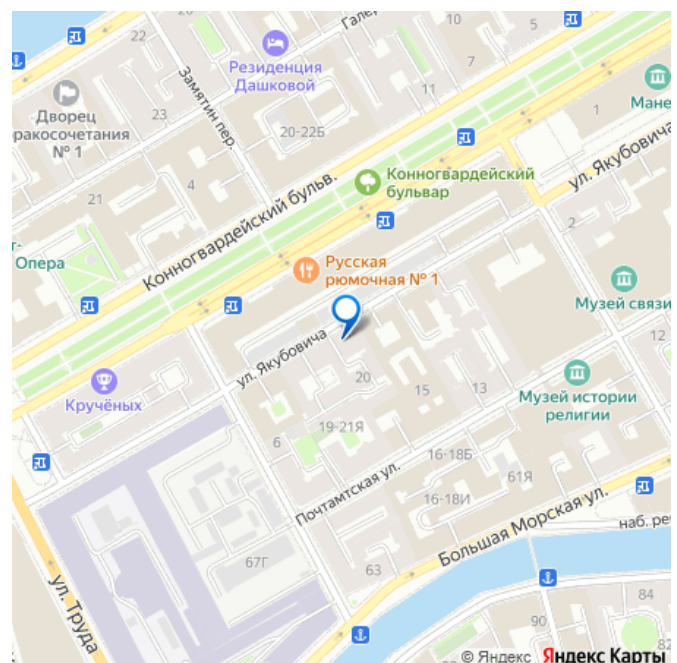 Галер
10
22
5
Резиденция
Дашковой
7
Замятин пер.
11
Дворец
бракосочетания
№ 1
23
20-22Б
1
Мане
ул. Якубовича
Конногвардейский
бульвар
4
21
2
Конногвардейский бульв.
т-
Опера
Русская
рюмочная № 1
Музей связи
ул. Якубовича
12
Кручёных
20
15
13
Музей истории
религии
19-21Я
6
16-18Б
61Я
Почтамтская ул.
16-18И
Большая Морская ул.
наб. ре
67Г
63
ул. Труда
84
90
82
© Яндекс Яндекс Карты